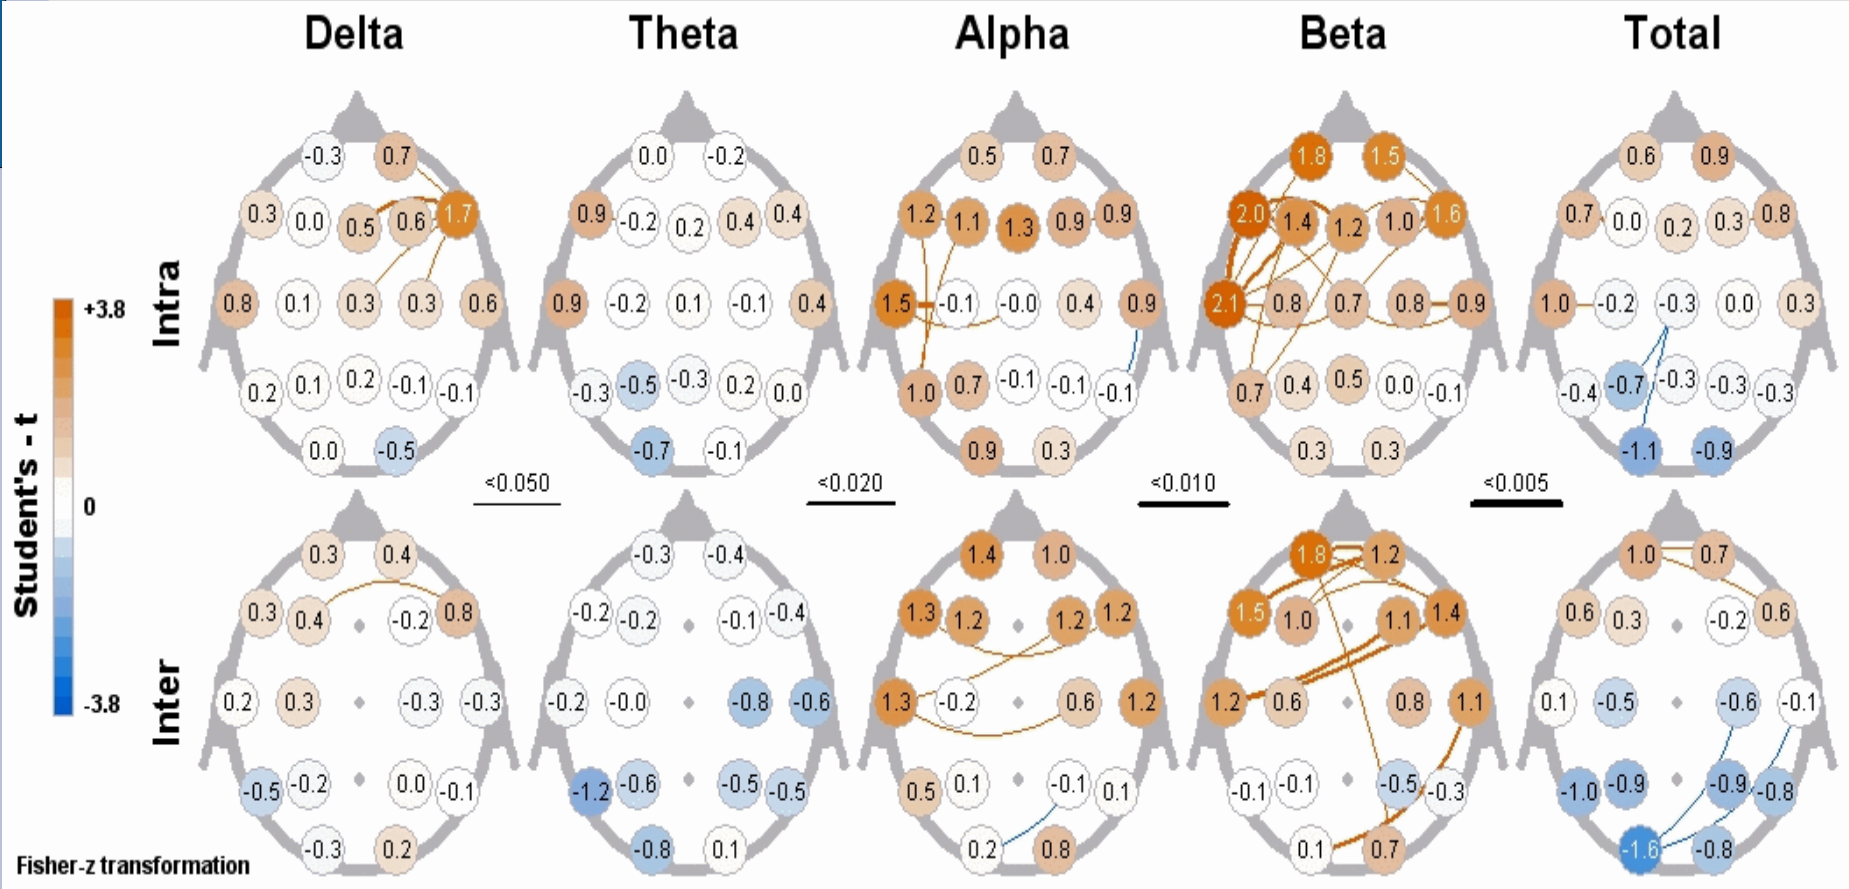 Delta Theta Alpha Beta Total
-0.3 0.7 0.0 -0.2 0.5 0.7 1.8 1.5 0.6 0.9
0.3 0.0 0.5 0.6 1.7 0.9 -0.2 0.2 0.4 0.4 1.2 1.1 1.3 0.9 0.9 2.0 1.4 1.2 1.0 1.6 0.7 0.0 0.2 0.3 0.8
Intra
0.8 0.1 0.3 0.3 0.6 0.9 -0.2 0.1 -0.1 0.4 1.5 -0.1 -0.0 0.4 0.9 2.1 0.8 0.7 0.8 0.9 1.0 -0.2 -0.3 0.0 0.3
+3.8
0.2 0.1 0.2 -0.1 -0.1 -0.3 -0.5 -0.3 0.2 0.0 1.0 0.7 -0.1 -0.1 -0.1 0.7 0.4 0.5 0.0 -0.1 -0.4 -0.7 -0.3 -0.3 -0.3
0.0 -0.5 -0.7 -0.1 0.9 0.3 0.3 0.3 -1.1 -0.9
<0.050 <0.020 <0.010 <0.005
Student's - t
0
0.3 0.4 -0.3 -0.4 1.4 1.0 1.8 1.2 1.0 0.7
0.3 0.4 -0.2 0.8 -0.2 -0.2 -0.1 -0.4 1.3 1.2 1.2 1.2 1.5 1.0 1.1 1.4 0.6 0.3 -0.2 0.6
Inter
0.2 0.3 -0.3 -0.3 -0.2 -0.0 -0.8 -0.6 1.3 -0.2 0.6 1.2 1.2 0.6 0.8 1.1 0.1 -0.5 -0.6 -0.1
-3.8
-0.5 -0.2 0.0 -0.1 -1.2 -0.6 -0.5 -0.5 0.5 0.1 -0.1 0.1 -0.1 -0.1 -0.5 -0.3 -1.0 -0.9 -0.9 -0.8
-0.3 0.2 -0.8 0.1 0.2 0.8 0.1 0.7 -1.6 -0.8
Fisher-z transformation